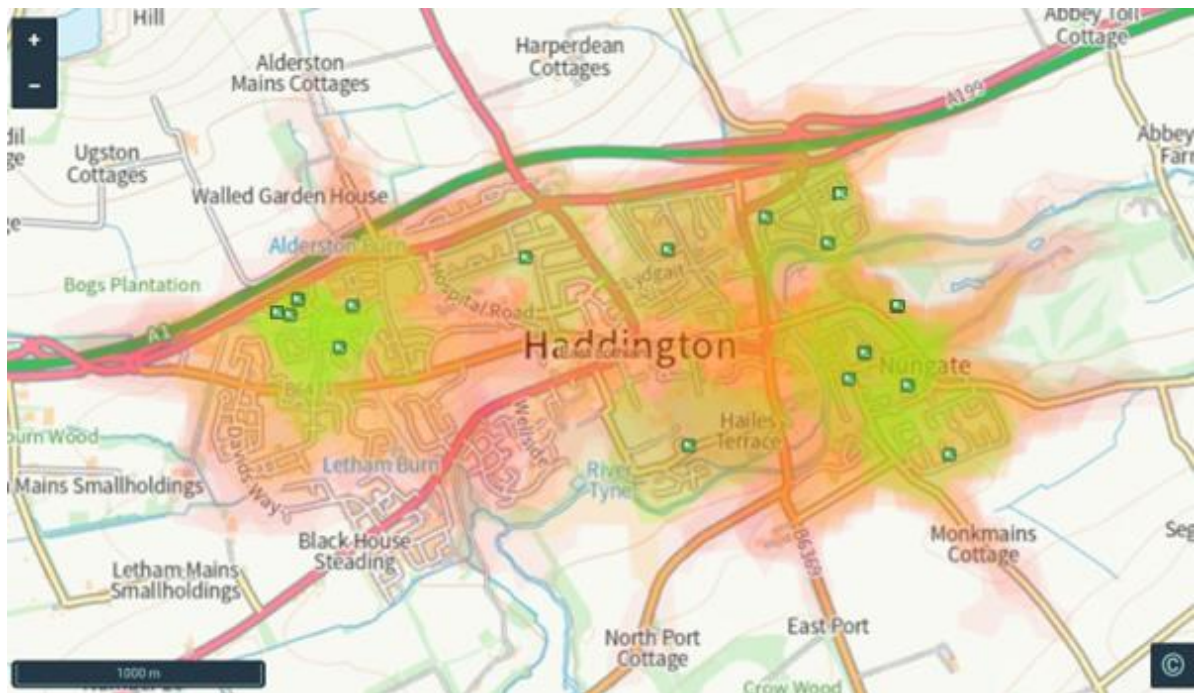 Hill
+
−
Alderston
Mains Cottages
Harperdean
Cottages
Abbey Toll
Cottage
A199
Ugston
Cottages
Abbey
Farm
Walled Garden House
Alderston Burn
Bogs Plantation
Hospital Road
Lydgait
A1
Haddington
Nungate
Wellside
Hailes
Terrace
Davids Way
Letham Burn
River
Tyne
Mains Smallholdings
Black House
Steading
B6369
Monkmains
Cottage
Seg
Letham Mains
Smallholdings
North Port
Cottage
East Port
1000 m
Crow Wood
©